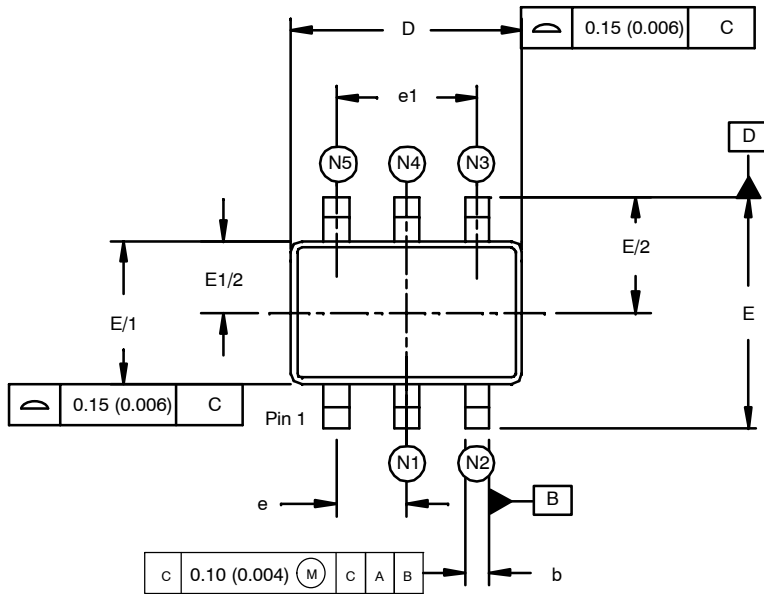 D
0.15 (0.006) C
e1
D
N5 N4 N3
E1/2
E/2
E/1
E
0.15 (0.006) C
Pin 1
N1 N2
e
B
C 0.10 (0.004) M C A B
b